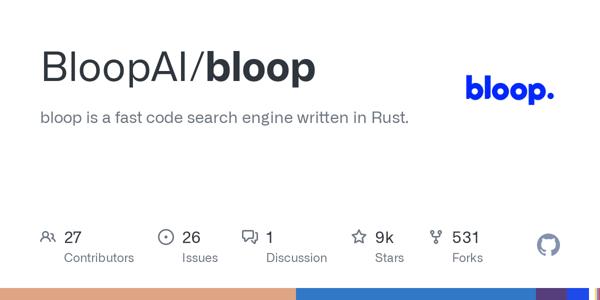 BloopAI/bloop
bloop.
bloop is a fast code search engine written in Rust.
27 26 1 9k 531
Contributors Issues Discussion Stars Forks